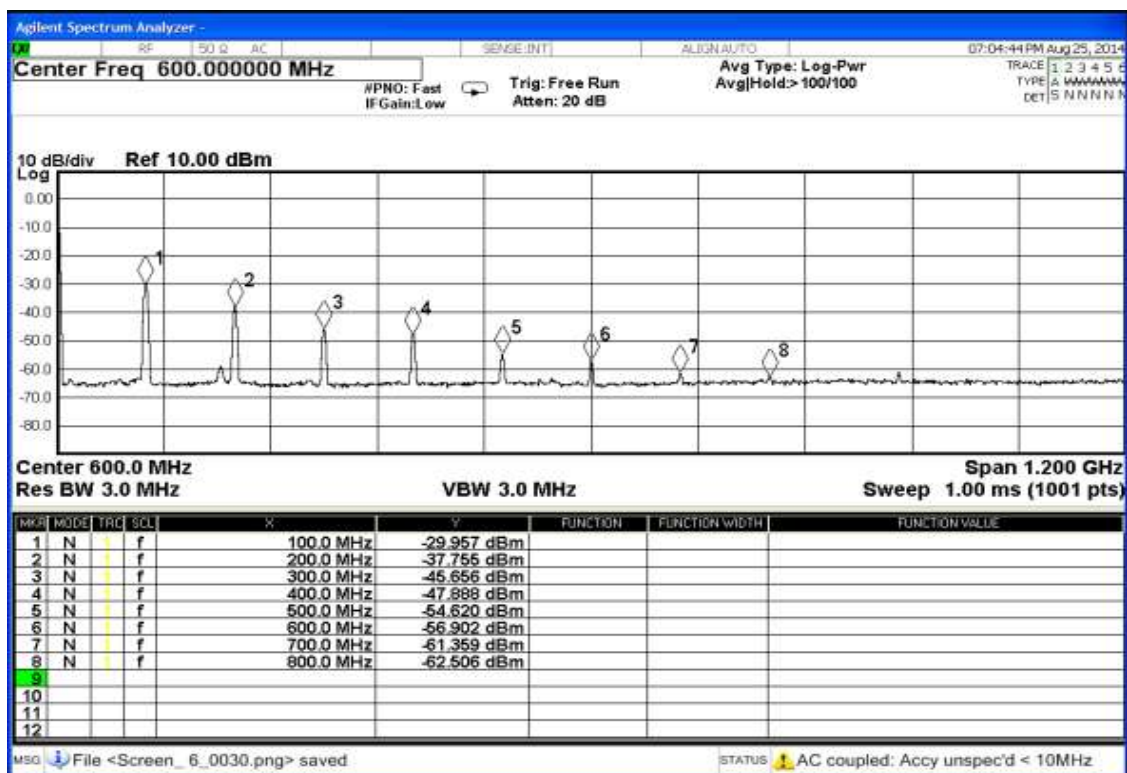 Agilent Spectrum Analyzer -
RF 50 Ω AC SENSE:INT ALIGN AUTO 07:04:44 PM Aug 25, 2014
Center Freq 600.000000 MHz
#PNO: Fast
IFGain:Low
Trig: Free Run
Atten: 20 dB
Avg Type: Log-Pwr
Avg|Hold:> 100/100
TRACE 1 2 3 4 5 6
TYPE A
DET S N N N N N
10 dB/div Ref 10.00 dBm
Log
0.00
-10.0
-20.0
-30.0
-40.0
-50.0
-60.0
-70.0
-80.0
1
2
3
4
5
6
7
8
Center 600.0 MHz Span 1.200 GHz
Res BW 3.0 MHz VBW 3.0 MHz Sweep 1.00 ms (1001 pts)
MKR MODE TRC SCL X Y FUNCTION FUNCTION WIDTH FUNCTION VALUE
1 N 1 f 100.0 MHz -29.957 dBm
2 N 1 f 200.0 MHz -37.755 dBm
3 N 1 f 300.0 MHz -45.656 dBm
4 N 1 f 400.0 MHz -47.888 dBm
5 N 1 f 500.0 MHz -54.620 dBm
6 N 1 f 600.0 MHz -56.902 dBm
7 N 1 f 700.0 MHz -61.359 dBm
8 N 1 f 800.0 MHz -62.506 dBm
9
10
11
12
MSG File <Screen_ 6_0030.png> saved STATUS AC coupled: Accy unspec'd < 10MHz